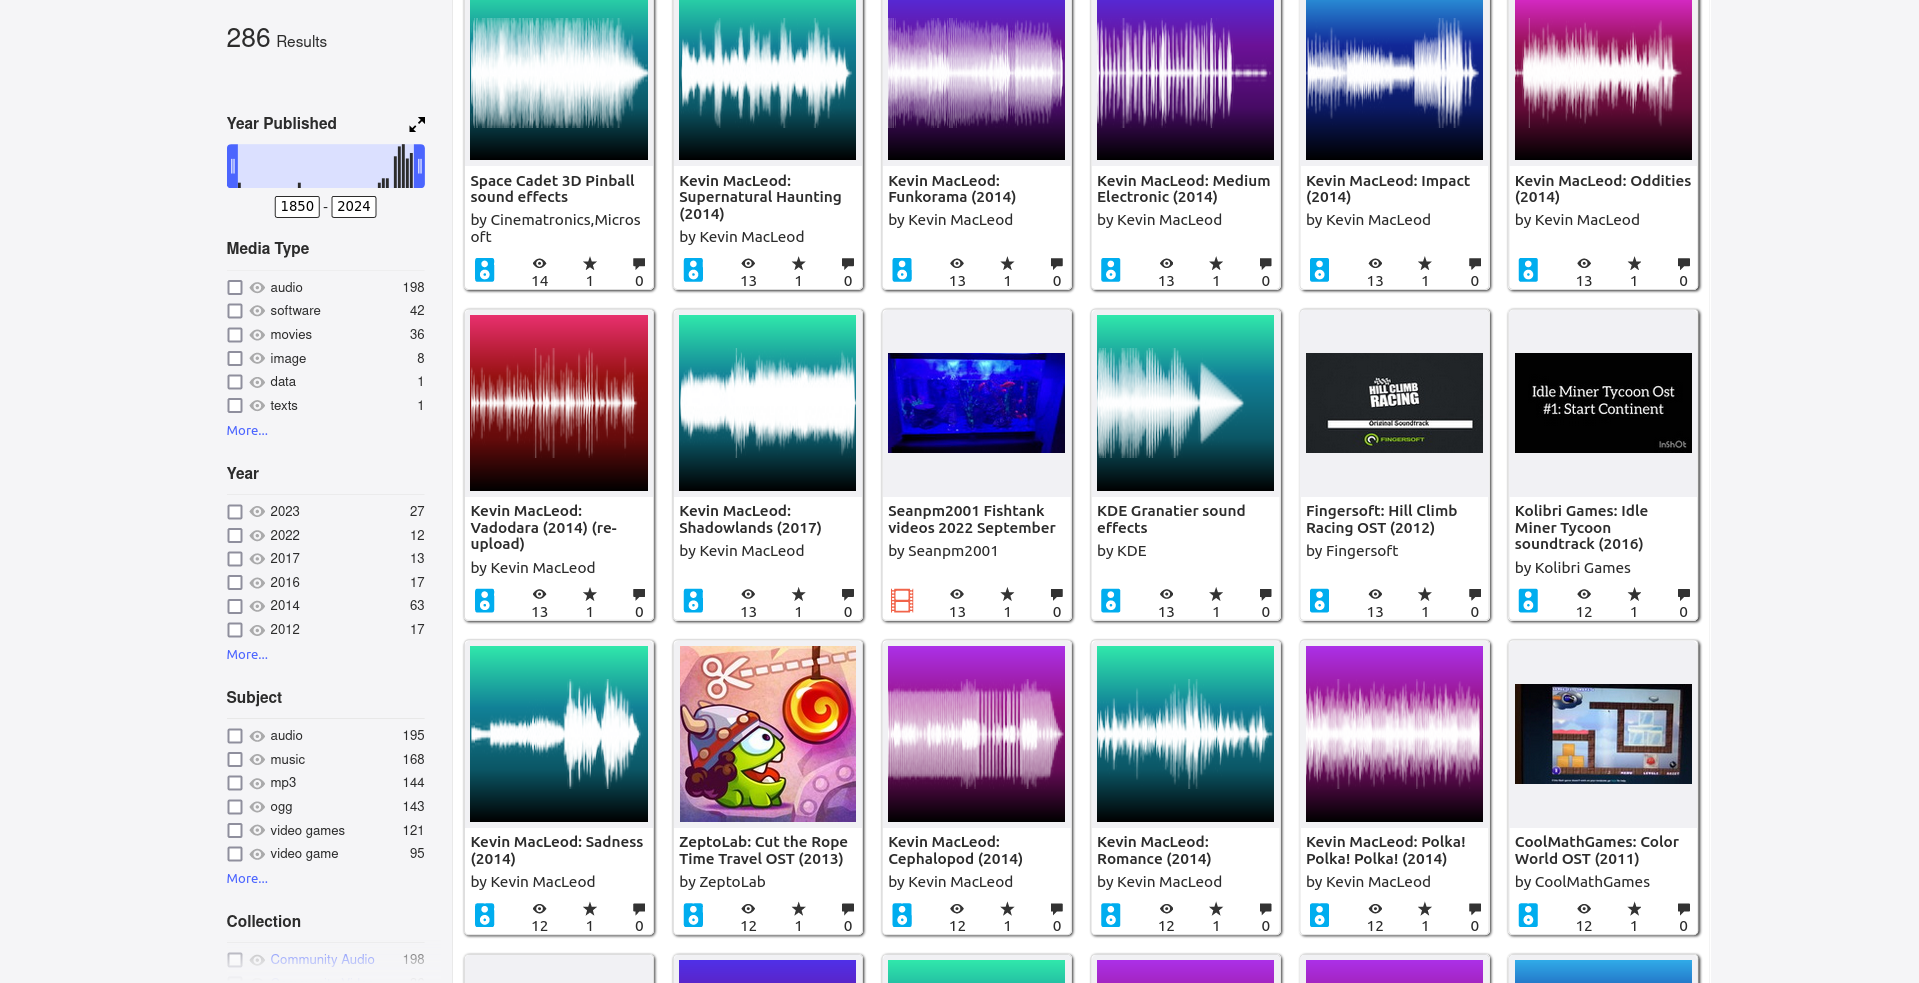 286 Results
Year Published
1850 - 2024
Media Type
audio 198
software 42
movies 36
image 8
data 1
texts 1
More...
Year
2023 27
2022 12
2017 13
2016 17
2014 63
2012 17
More...
Subject
audio 195
music 168
mp3 144
ogg 143
video games 121
video game 95
More...
Collection
Community Audio 198
Space Cadet 3D Pinball
sound effects
by Cinematronics,Micros
oft
14 1 0
Kevin MacLeod:
Supernatural Haunting
(2014)
by Kevin MacLeod
13 1 0
Kevin MacLeod:
Funkorama (2014)
by Kevin MacLeod
13 1 0
Kevin MacLeod: Medium
Electronic (2014)
by Kevin MacLeod
13 1 0
Kevin MacLeod: Impact
(2014)
by Kevin MacLeod
13 1 0
Kevin MacLeod: Oddities
(2014)
by Kevin MacLeod
13 1 0
Kevin MacLeod:
Vadodara (2014) (re-
upload)
by Kevin MacLeod
13 1 0
Kevin MacLeod:
Shadowlands (2017)
by Kevin MacLeod
13 1 0
Seanpm2001 Fishtank
videos 2022 September
by Seanpm2001
13 1 0
KDE Granatier sound
effects
by KDE
13 1 0
HILL CLIMB
RACING
Original Soundtrack
FINGERSOFT
Fingersoft: Hill Climb
Racing OST (2012)
by Fingersoft
13 1 0
Idle Miner Tycoon Ost
#1: Start Continent
InShOt
Kolibri Games: Idle
Miner Tycoon
soundtrack (2016)
by Kolibri Games
12 1 0
Kevin MacLeod: Sadness
(2014)
by Kevin MacLeod
12 1 0
ZeptoLab: Cut the Rope
Time Travel OST (2013)
by ZeptoLab
12 1 0
Kevin MacLeod:
Cephalopod (2014)
by Kevin MacLeod
12 1 0
Kevin MacLeod:
Romance (2014)
by Kevin MacLeod
12 1 0
Kevin MacLeod: Polka!
Polka! Polka! (2014)
by Kevin MacLeod
12 1 0
CoolMathGames: Color
World OST (2011)
by CoolMathGames
12 1 0